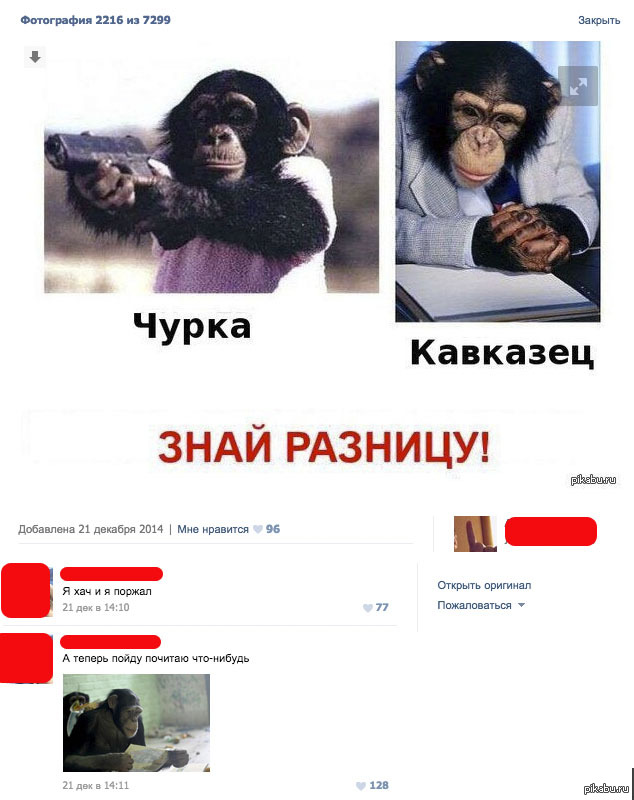 Фотография 2216 из 7299
Закрыть
Чурка
Кавказец
ЗНАЙ РАЗНИЦУ!
piksbu.ru
Добавлена 21 декабря 2014 | Мне нравится 96
Я хач и я поржал
21 дек в 14:10
77
Открыть оригинал
Пожаловаться
А теперь пойду почитаю что-нибудь
21 дек в 14:11
128
piksbu.ru